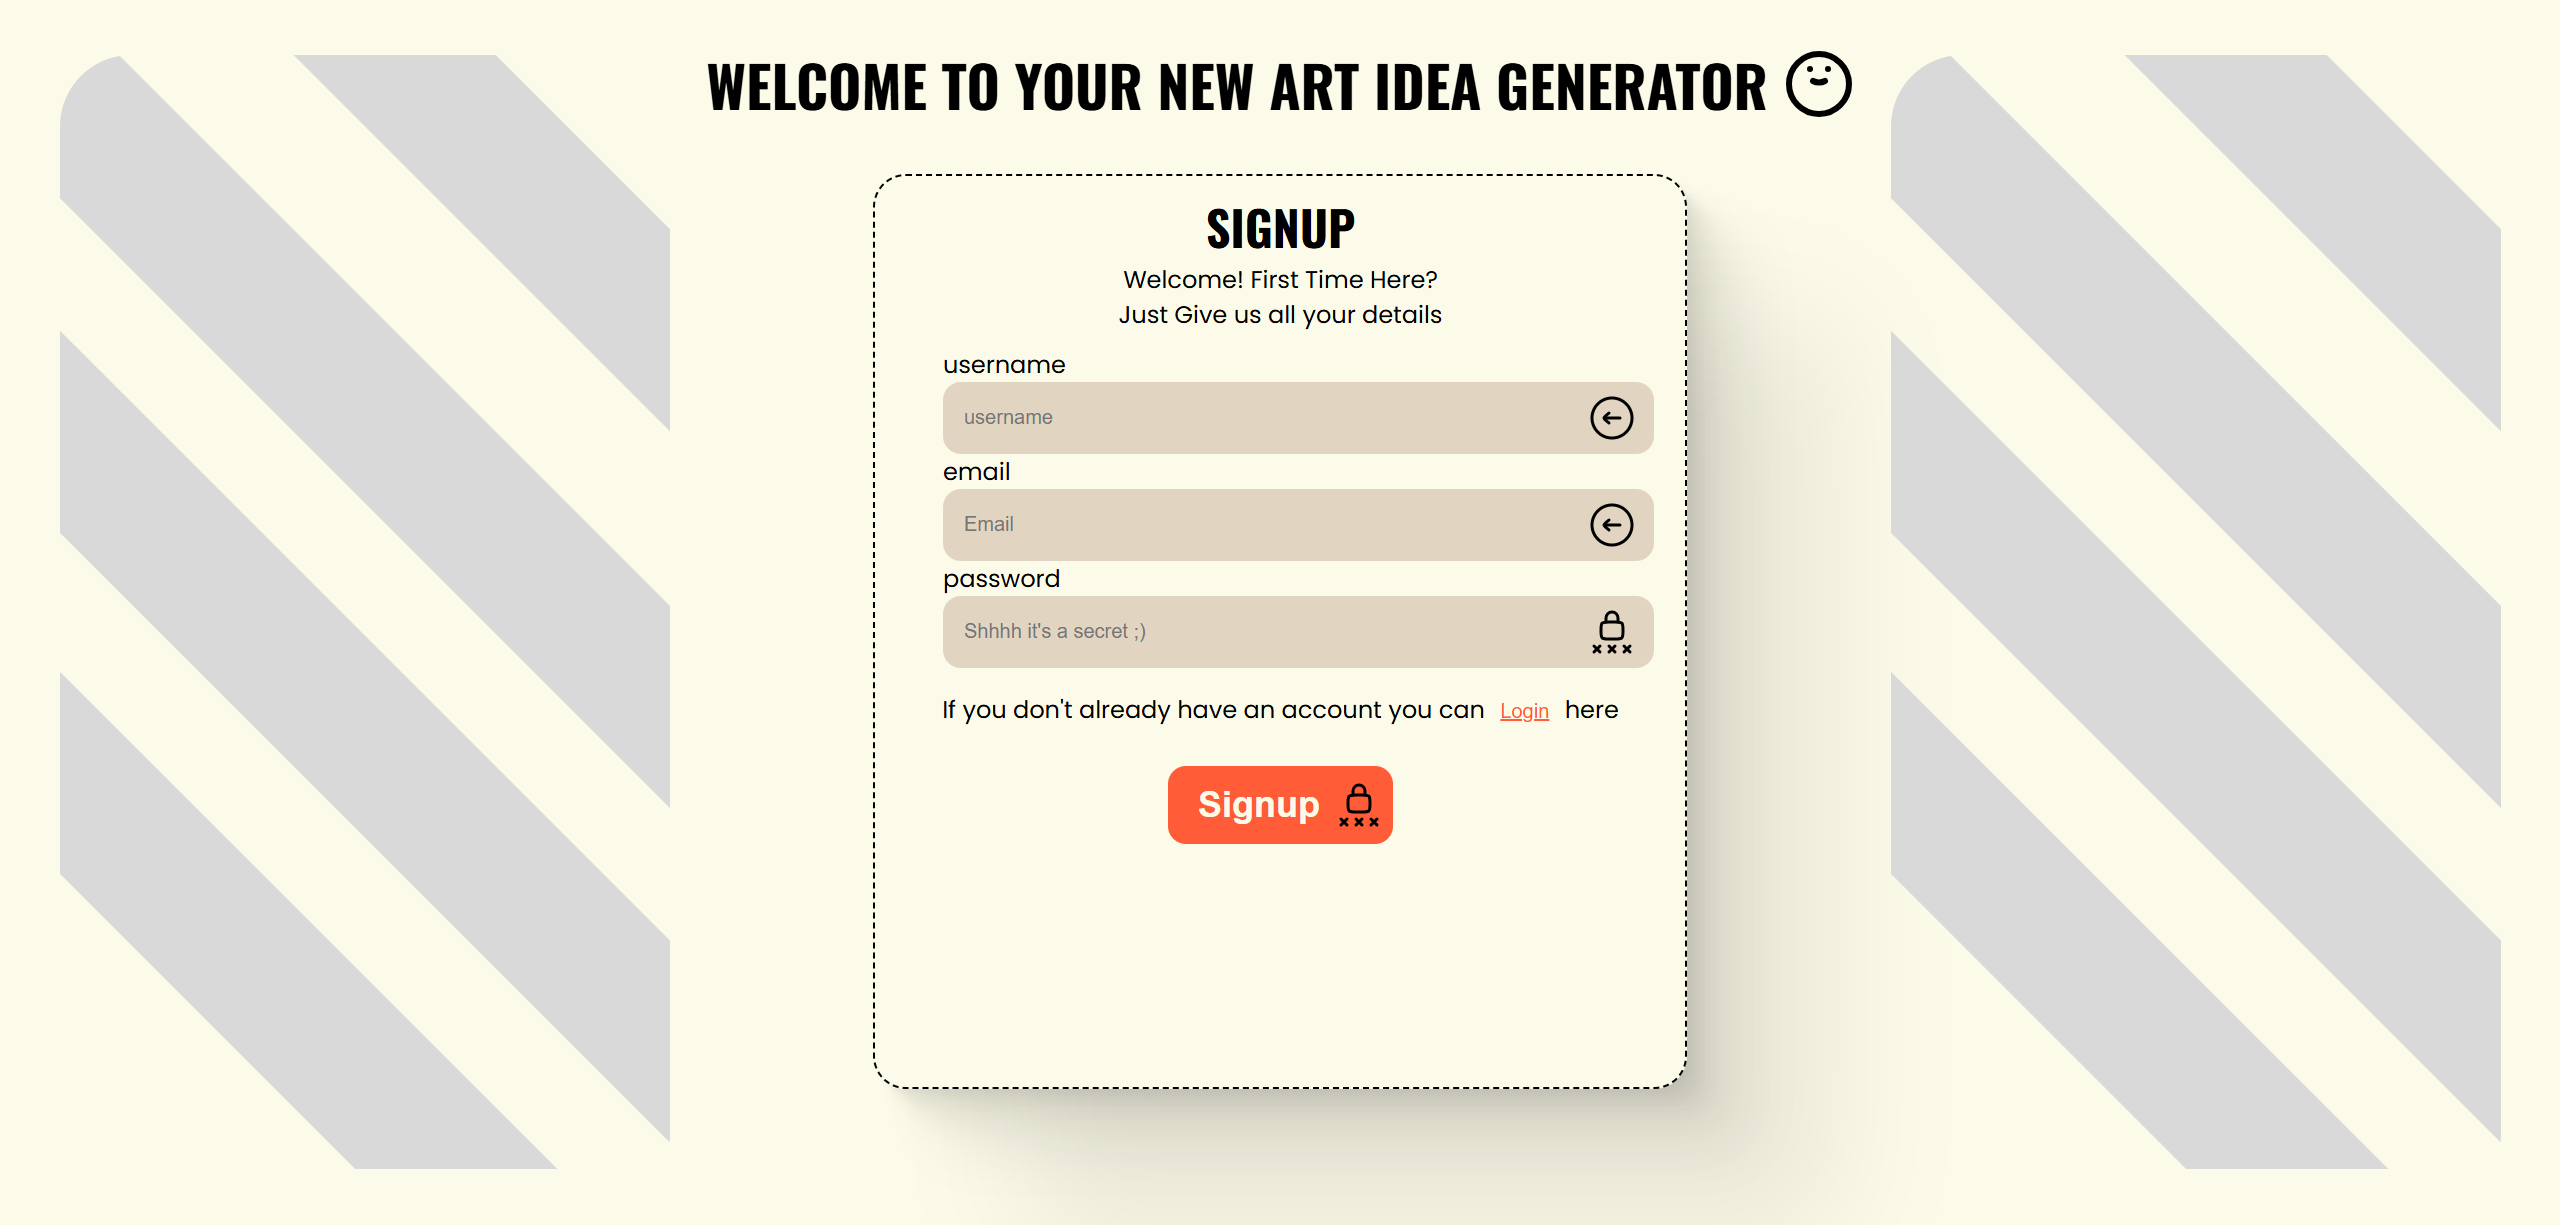 WELCOME TO YOUR NEW ART IDEA GENERATOR
SIGNUP
Welcome! First Time Here?
Just Give us all your details
username
username
email
Email
password
Shhhh it's a secret ;)
If you don't already have an account you can Login here
Signup